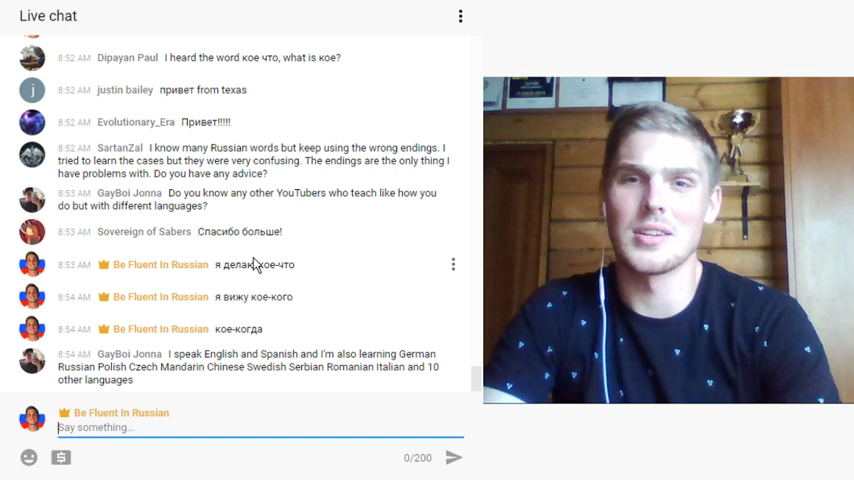 Live chat
8:52 AM Dipayan Paul I heard the word кое что, what is кое?
j
8:52 AM justin bailey привет from texas
8:52 AM Evolutionary_Era Привет!!!!!
8:52 AM SartanZal I know many Russian words but keep using the wrong endings. I
tried to learn the cases but they were very confusing. The endings are the only thing I
have problems with. Do you have any advice?
8:53 AM GayBoi Jonna Do you know any other YouTubers who teach like how you
do but with different languages?
8:53 AM Sovereign of Sabers Спасибо больше!
8:53 AM Be Fluent In Russian я делаю кое-что
8:54 AM Be Fluent In Russian я вижу кое-кого
8:54 AM Be Fluent In Russian кое-когда
8:54 AM GayBoi Jonna I speak English and Spanish and I'm also learning German
Russian Polish Czech Mandarin Chinese Swedish Serbian Romanian Italian and 10
other languages
Be Fluent In Russian
Say something...
0/200